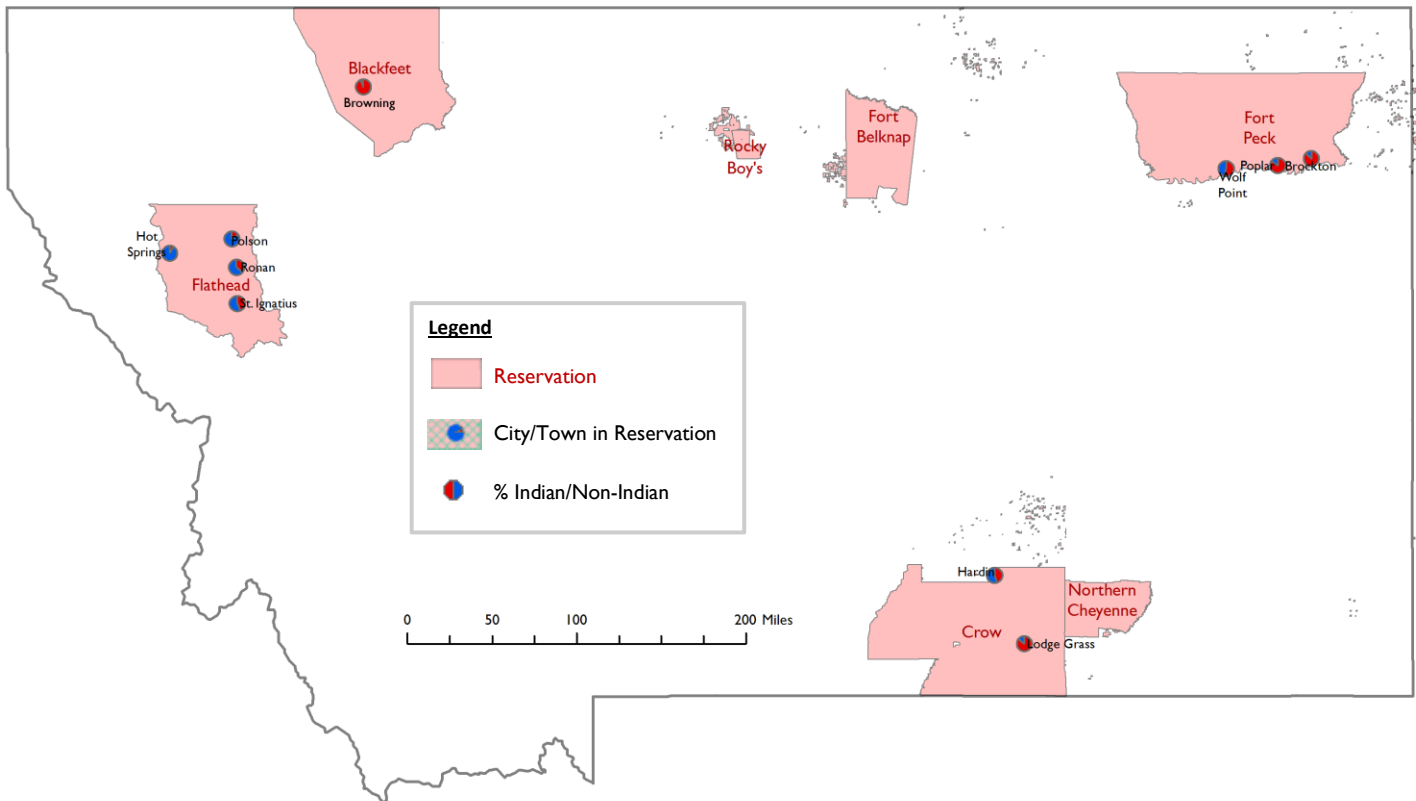 Blackfeet
Browning
Rocky
Boy's
Fort
Belknap
Fort
Peck
Poplar
Brockton
Wolf
Point
Hot
Springs
Polson
Ronan
Flathead
St. Ignatius
Legend
Reservation
City/Town in Reservation
% Indian/Non-Indian
0 50 100 200 Miles
Hardin
Northern
Cheyenne
Crow
Lodge Grass